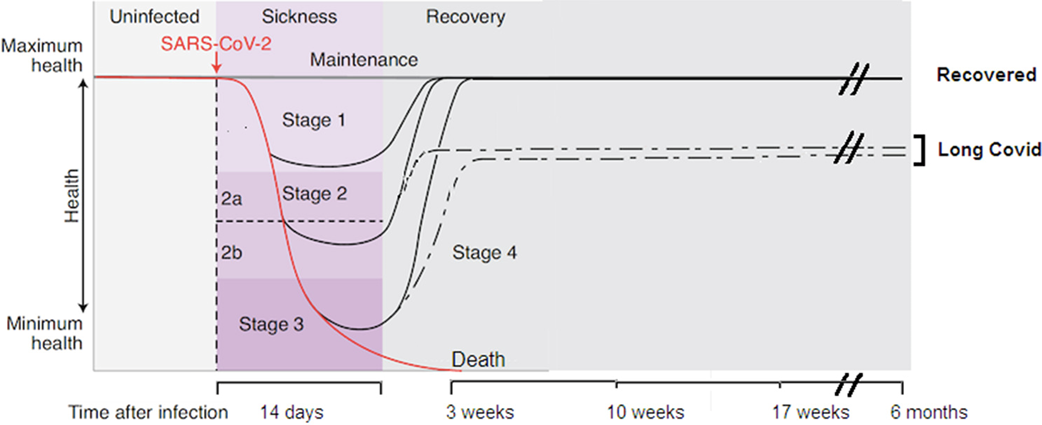 Uninfected
Sickness
Recovery
Maximum
health
SARS-CoV-2
Maintenance
Recovered
Stage 1
Long Covid
2a
Stage 2
Health
2b
Stage 4
Stage 3
Minimum
health
Death
Time after infection
14 days
3 weeks
10 weeks
17 weeks
6 months